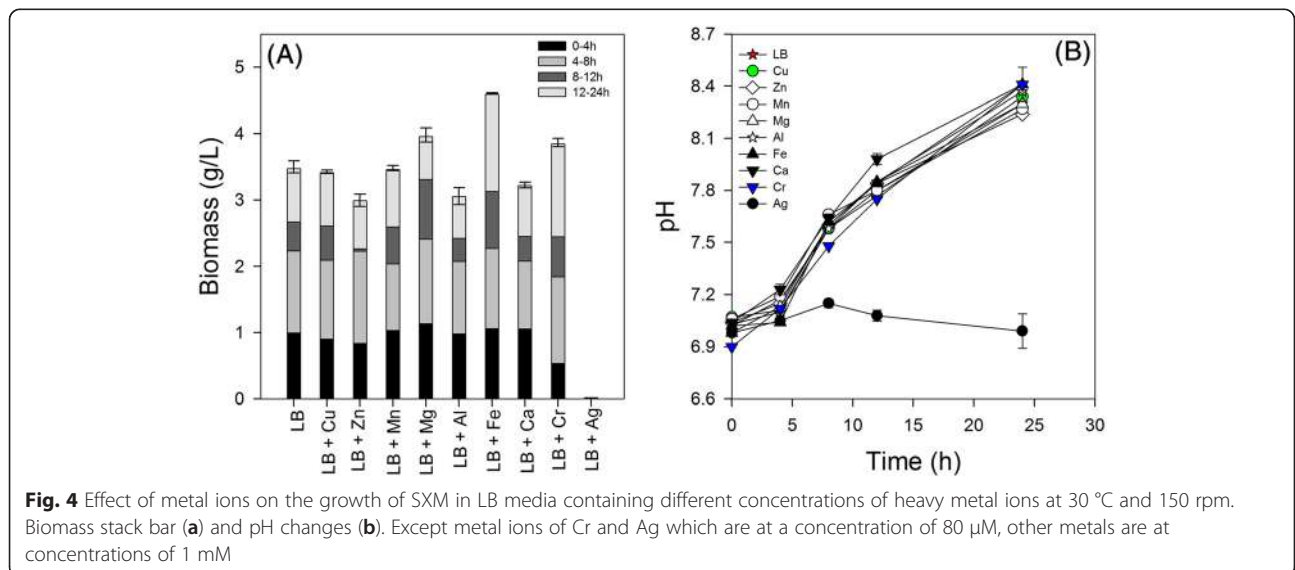 (A)
0-4h
4-8h
8-12h
12-24h
Biomass (g/L)
5
4
3
2
1
0
LB
LB + Cu
LB + Zn
LB + Mn
LB + Mg
LB + Al
LB + Fe
LB + Ca
LB + Cr
LB + Ag
(B)
LB
Cu
Zn
Mn
Mg
Al
Fe
Ca
Cr
Ag
pH
8.7
8.4
8.1
7.8
7.5
7.2
6.9
6.6
0 5 10 15 20 25 30
Time (h)
Fig. 4 Effect of metal ions on the growth of SXM in LB media containing different concentrations of heavy metal ions at 30 °C and 150 rpm.
Biomass stack bar (a) and pH changes (b). Except metal ions of Cr and Ag which are at a concentration of 80 μM, other metals are at
concentrations of 1 mM